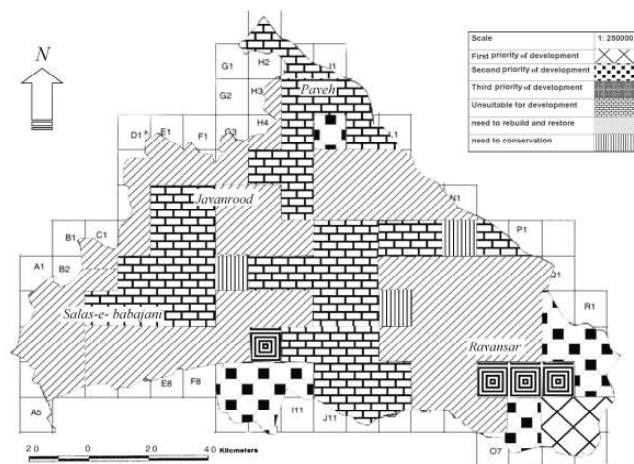 N
Scale 1: 250000
First priority of development
Second priority of development
Third priority of development
Unsuitable for development
need to rebuild and restore
need to conservation
G1 H2 J1
G2 H3 Paveh
H4
D1 E1 F1 G3
Javanrood
N1
B1 C1 P1
A1 B2
R1
Salas-e- babajani
Ravansar
E8 F8
A5 I11
J11
O7
20 0 20 40 Kilometers